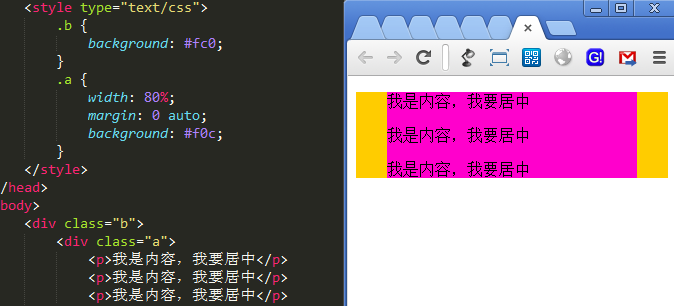 <style type="text/css">
.b {
background: #fc0;
}
.a {
width: 80%;
margin: 0 auto;
background: #f0c;
}
</style>
/head>
body>
<div class="b">
<div class="a">
<p>我是内容，我要居中</p>
<p>我是内容，我要居中</p>
<p>我是内容，我要居中</p>
我是内容，我要居中
我是内容，我要居中
我是内容，我要居中